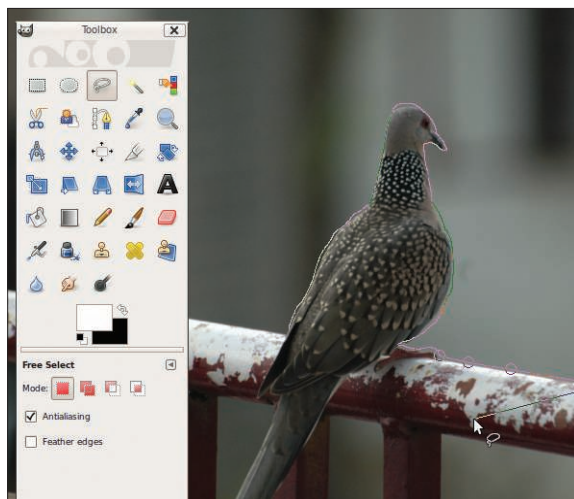 Toolbox
A
Free Select
Mode:
Antialiasing
Feather edges